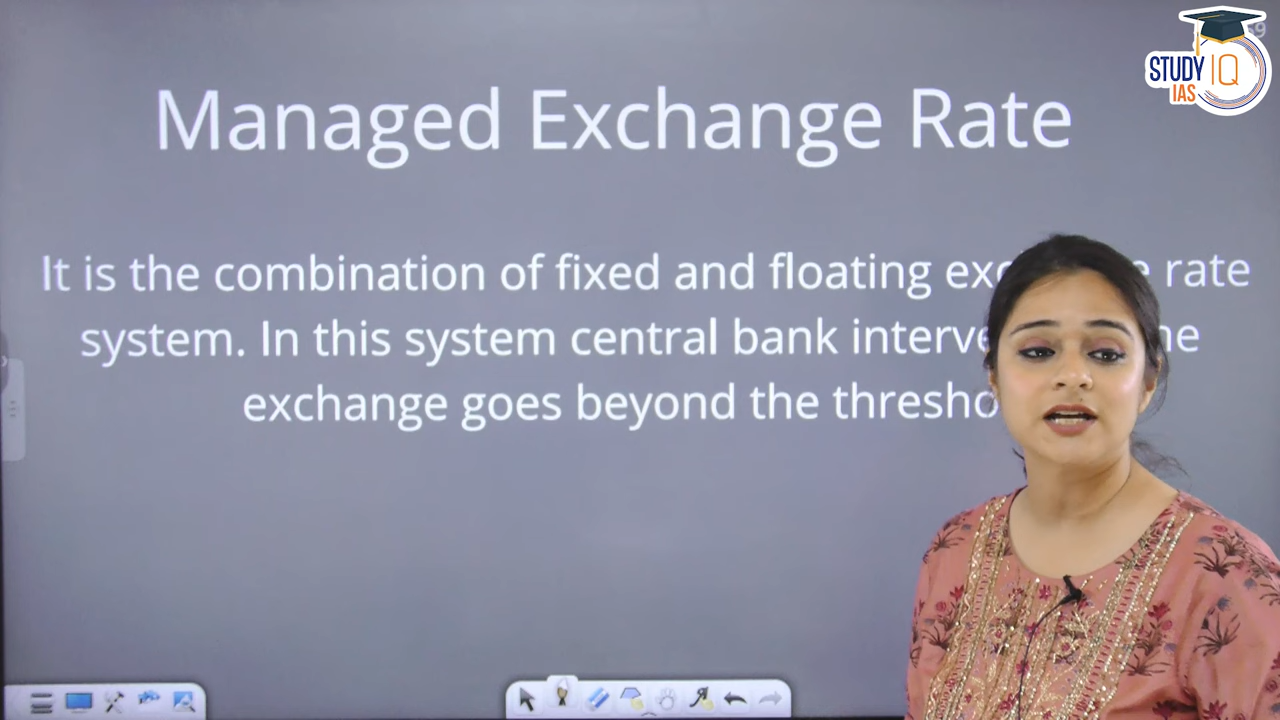 STUDY IQ
IAS
Managed Exchange Rate
It is the combination of fixed and floating rate
system. In this system central bank
exchange goes beyond the